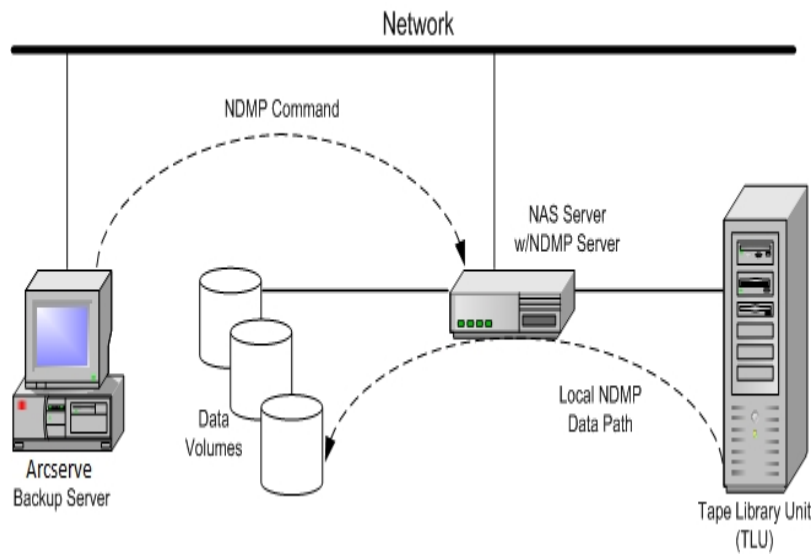 Network
NDMP Command
NAS Server
w/NDMP Server
Local NDMP
Data Path
Data
Volumes
Arcserve
Backup Server
Tape Library Unit
(TLU)